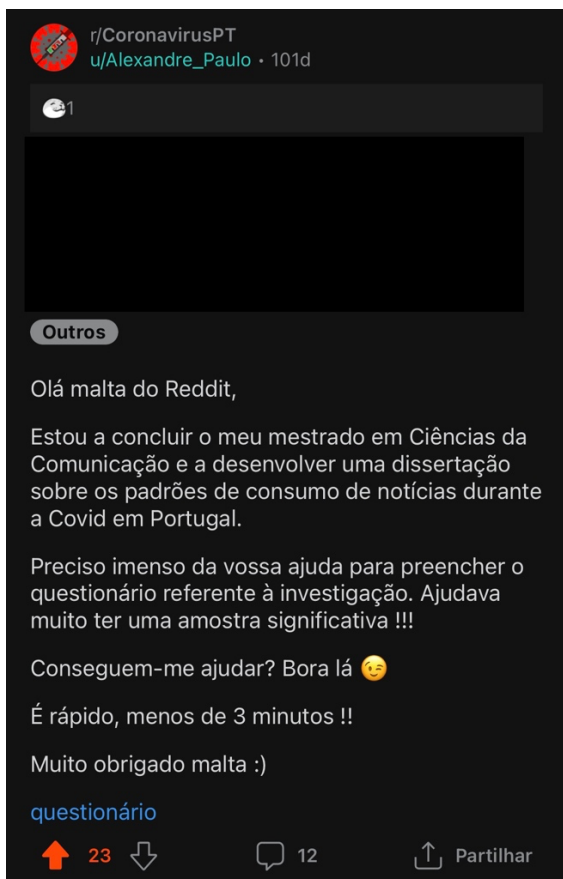 r/CoronavirusPT
u/Alexandre_Paulo • 101d
1
Outros
Olá malta do Reddit,
Estou a concluir o meu mestrado em Ciências da
Comunicação e a desenvolver uma dissertação
sobre os padrões de consumo de notícias durante
a Covid em Portugal.
Preciso imenso da vossa ajuda para preencher o
questionário referente à investigação. Ajudava
muito ter uma amostra significativa !!!
Conseguem-me ajudar? Bora lá 😉
É rápido, menos de 3 minutos !!
Muito obrigado malta :)
questionário
23 12 Partilhar